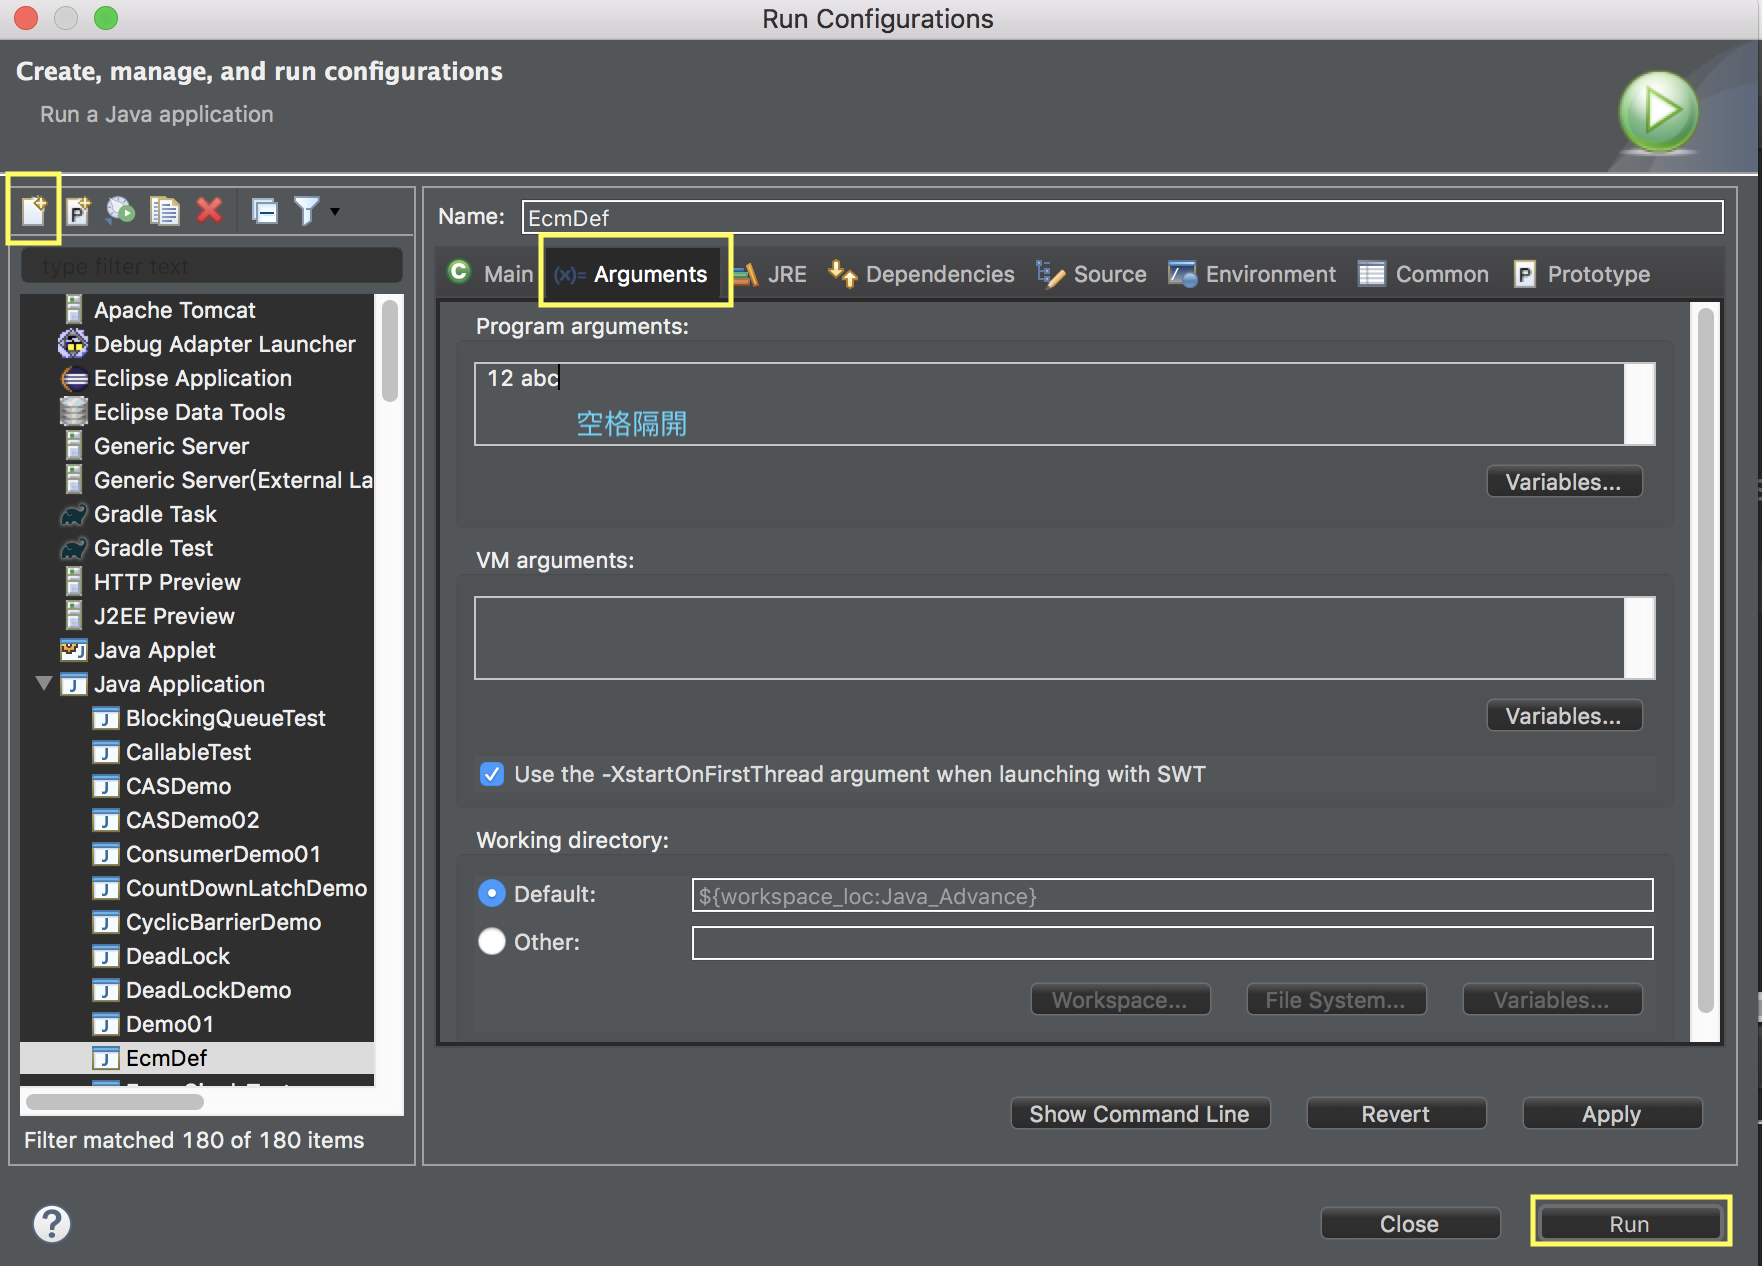 Run Configurations
Create, manage, and run configurations
Run a Java application
type filter text
Apache Tomcat
Debug Adapter Launcher
Eclipse Application
Eclipse Data Tools
Generic Server
Generic Server(External La
Gradle Task
Gradle Test
HTTP Preview
J2EE Preview
Java Applet
Java Application
BlockingQueueTest
CallableTest
CASDemo
CASDemo02
ConsumerDemo01
CountDownLatchDemo
CyclicBarrierDemo
DeadLock
DeadLockDemo
Demo01
EcmDef
Filter matched 180 of 180 items
Name: EcmDef
Main (x)= Arguments JRE Dependencies Source Environment Common Prototype
Program arguments:
12 abc
空格隔開
Variables...
VM arguments:
Variables...
Use the -XstartOnFirstThread argument when launching with SWT
Working directory:
Default: ${workspace_loc:Java_Advance}
Other:
Workspace... File System... Variables...
Show Command Line Revert Apply
Close Run